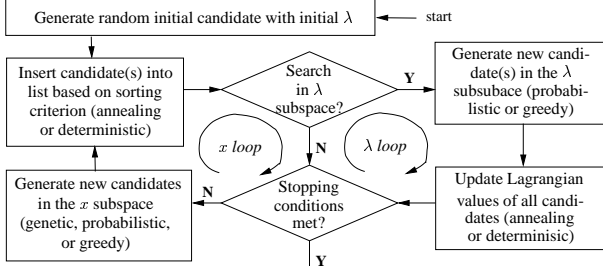 Generate random initial candidate with initial λ
start
Insert candidate(s) into
list based on sorting
criterion (annealing
or deterministic)
Search
in λ
subspace?
Y
Generate new candi-
date(s) in the λ
subsubace (probabi-
listic or greedy)
x loop
N
λ loop
Generate new candidates
in the x subspace
(genetic, probabilistic,
or greedy)
N
Stopping
conditions
met?
Update Lagrangian
values of all candi-
dates (annealing
or determinisic)
Y